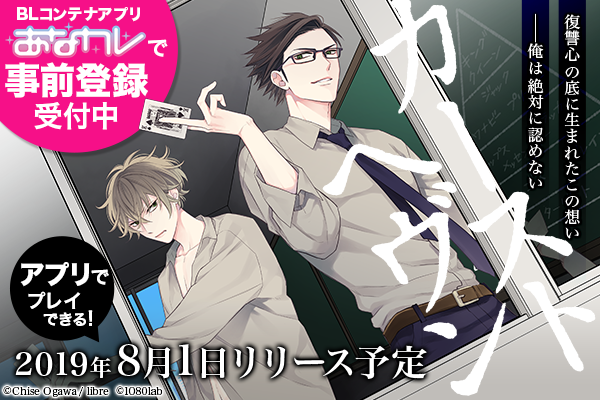 BLコンテンツアプリ
あなカレで
事前登録
受付中
復讐心の底に生まれたこの想い
──俺は絶対に認めない
カースト
ヘヴン
アプリで
プレイ
できる!
2019年8月1日リリース予定
©Chise Ogawa / libre ©1080lab